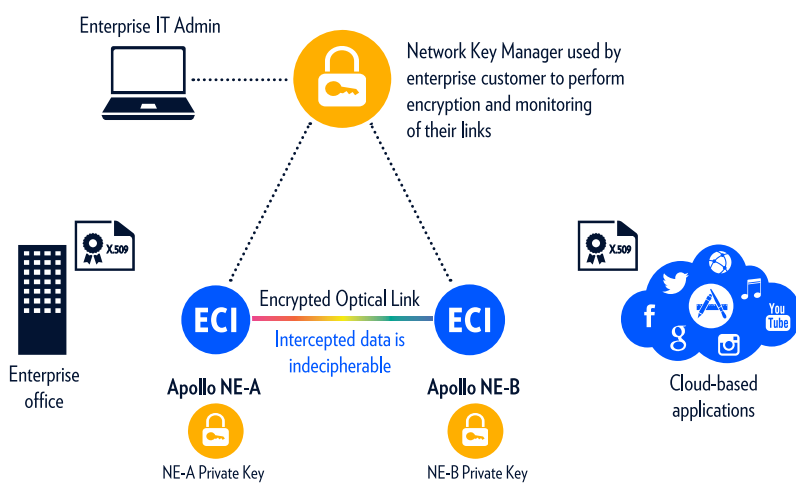 Enterprise IT Admin
Network Key Manager used by
enterprise customer to perform
encryption and monitoring
of their links
X.509
X.509
ECI
Encrypted Optical Link
ECI
Intercepted data is
indecipherable
f
g
You
Tube
Enterprise
office
Apollo NE-A
Apollo NE-B
Cloud-based
applications
NE-A Private Key
NE-B Private Key